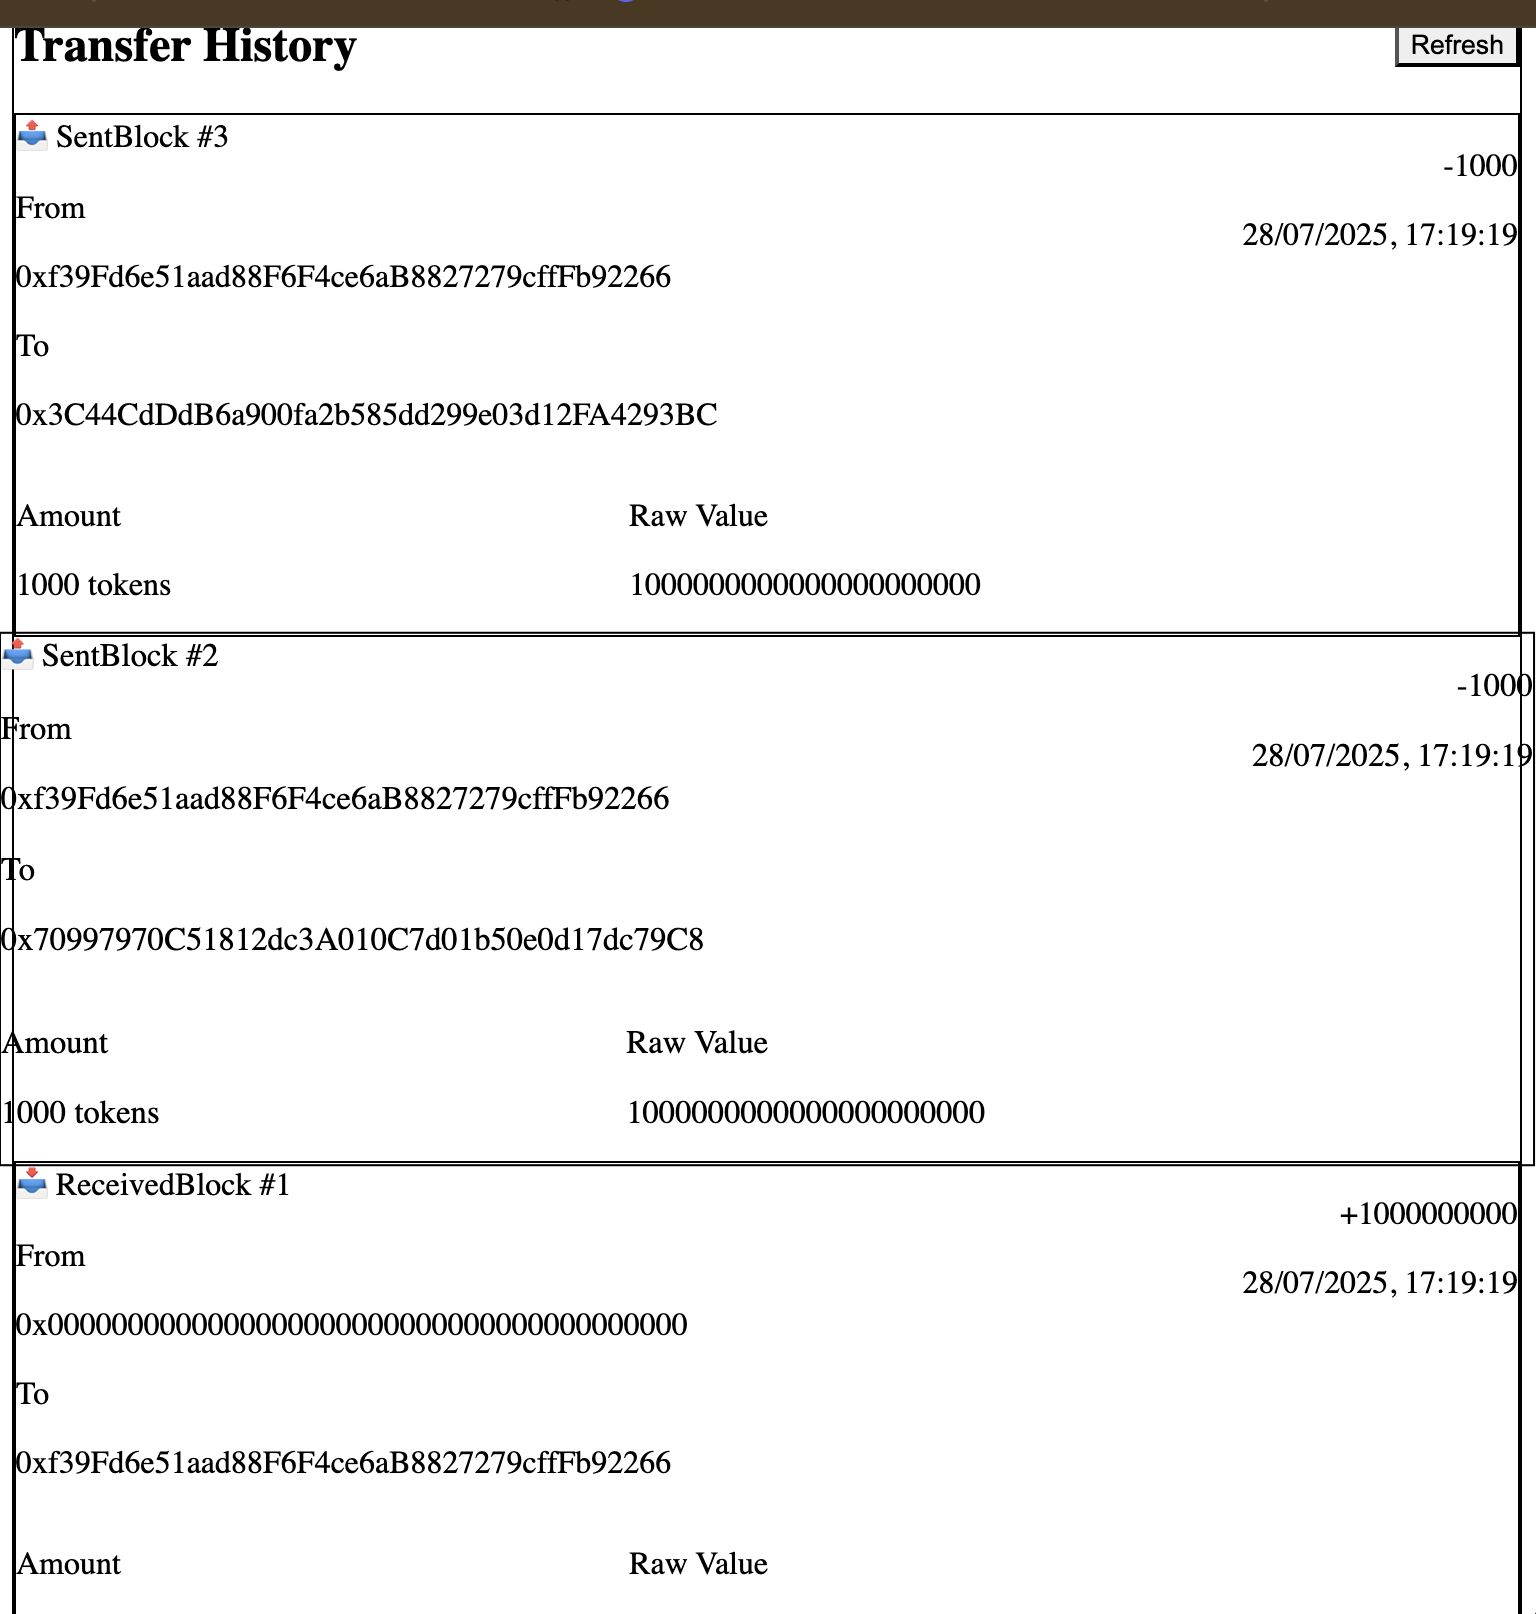 Transfer History
Refresh
SentBlock #3
-1000
From
28/07/2025, 17:19:19
0xf39Fd6e51aad88F6F4ce6aB8827279cffFb92266
To
0x3C44CdDdB6a900fa2b585dd299e03d12FA4293BC
Amount
Raw Value
1000 tokens
1000000000000000000000
SentBlock #2
-1000
From
28/07/2025, 17:19:19
0xf39Fd6e51aad88F6F4ce6aB8827279cffFb92266
To
0x70997970C51812dc3A010C7d01b50e0d17dc79C8
Amount
Raw Value
1000 tokens
1000000000000000000000
ReceivedBlock #1
+1000000000
From
28/07/2025, 17:19:19
0x0000000000000000000000000000000000000000
To
0xf39Fd6e51aad88F6F4ce6aB8827279cffFb92266
Amount
Raw Value